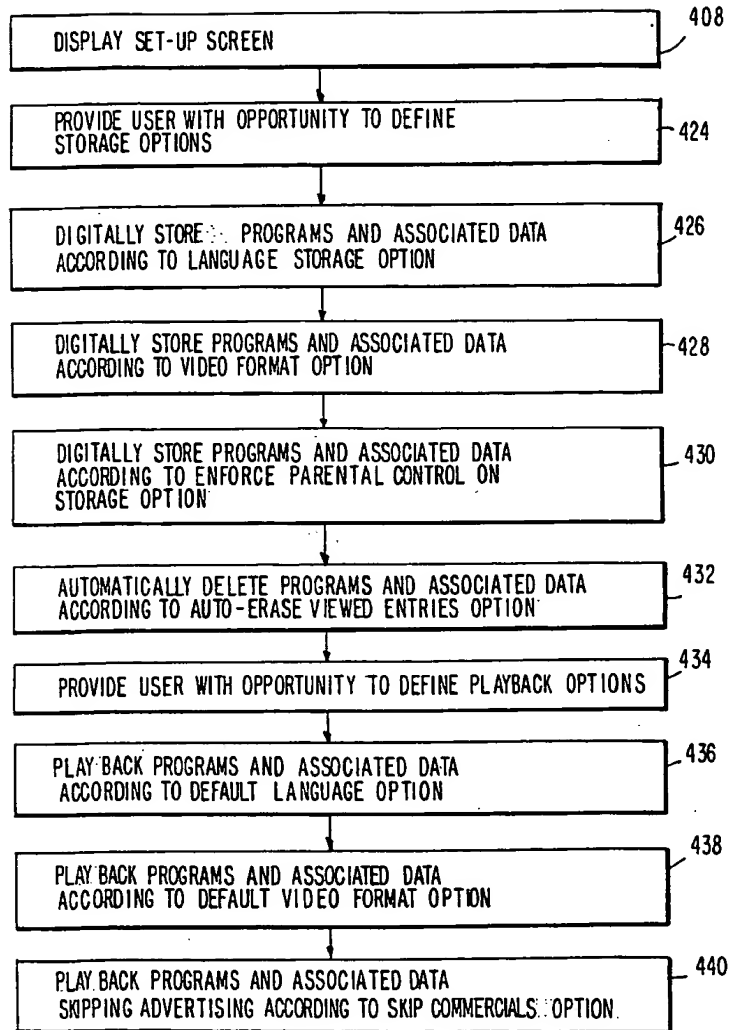 408
DISPLAY SET-UP SCREEN
PROVIDE USER WITH OPPORTUNITY TO DEFINE
STORAGE OPTIONS
424
DIGITALLY STORE PROGRAMS AND ASSOCIATED DATA
ACCORDING TO LANGUAGE STORAGE OPTION
426
DIGITALLY STORE PROGRAMS AND ASSOCIATED DATA
ACCORDING TO VIDEO FORMAT OPTION
428
DIGITALLY STORE PROGRAMS AND ASSOCIATED DATA
ACCORDING TO ENFORCE PARENTAL CONTROL ON
STORAGE OPTION
430
AUTOMATICALLY DELETE PROGRAMS AND ASSOCIATED DATA
ACCORDING TO AUTO-ERASE VIEWED ENTRIES OPTION
432
434
PROVIDE USER WITH OPPORTUNITY TO DEFINE PLAYBACK OPTIONS
PLAY BACK PROGRAMS AND ASSOCIATED DATA
ACCORDING TO DEFAULT LANGUAGE OPTION
436
438
PLAY BACK PROGRAMS AND ASSOCIATED DATA
ACCORDING TO DEFAULT VIDEO FORMAT OPTION
440
PLAY BACK PROGRAMS AND ASSOCIATED DATA
SKIPPING ADVERTISING ACCORDING TO SKIP COMMERCIALS OPTION